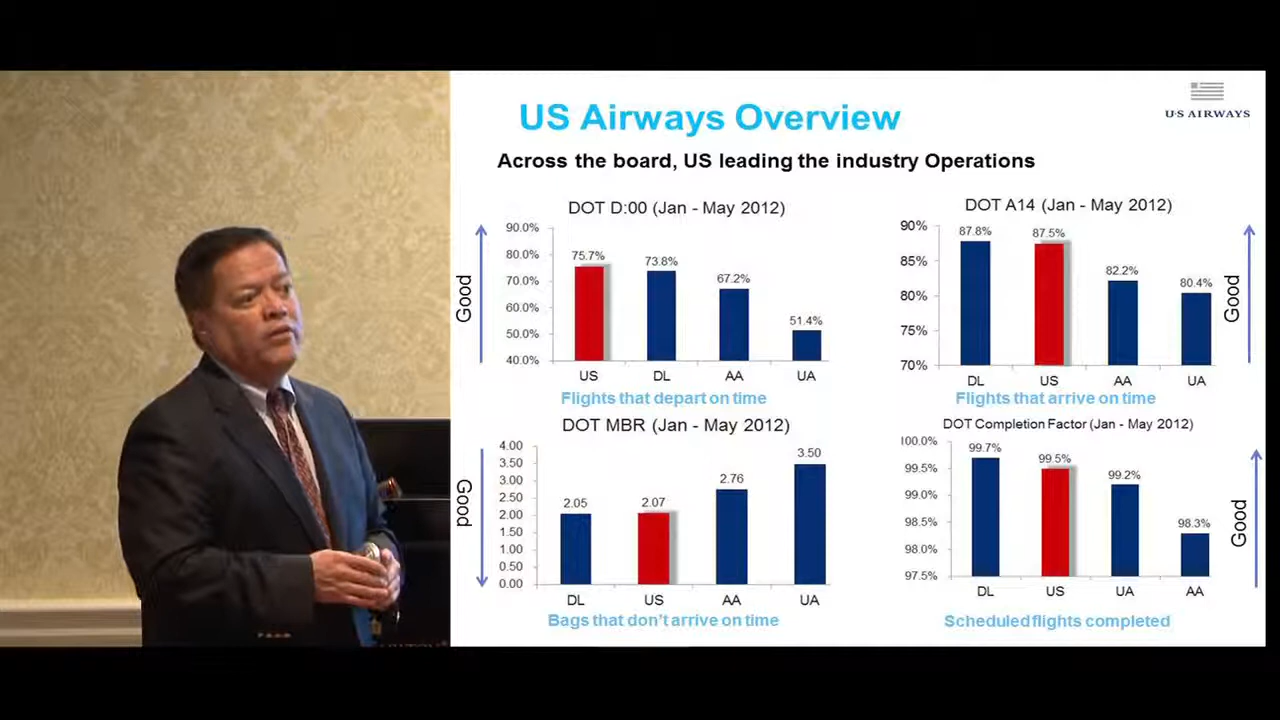 US Airways Overview
U·S AIRWAYS
Across the board, US leading the industry Operations
DOT D:00 (Jan - May 2012)
Good
90.0%
80.0%
70.0%
60.0%
50.0%
40.0%
75.7%
73.8%
67.2%
51.4%
US DL AA UA
Flights that depart on time
DOT A14 (Jan - May 2012)
90%
85%
80%
75%
70%
87.8%
87.5%
82.2%
80.4%
Good
DL US AA UA
Flights that arrive on time
DOT MBR (Jan - May 2012)
Good
4.00
3.50
3.00
2.50
2.00
1.50
1.00
0.50
0.00
2.05
2.07
2.76
3.50
DL US AA UA
Bags that don't arrive on time
DOT Completion Factor (Jan - May 2012)
100.0%
99.5%
99.0%
98.5%
98.0%
97.5%
99.7%
99.5%
99.2%
98.3%
Good
DL US UA AA
Scheduled flights completed